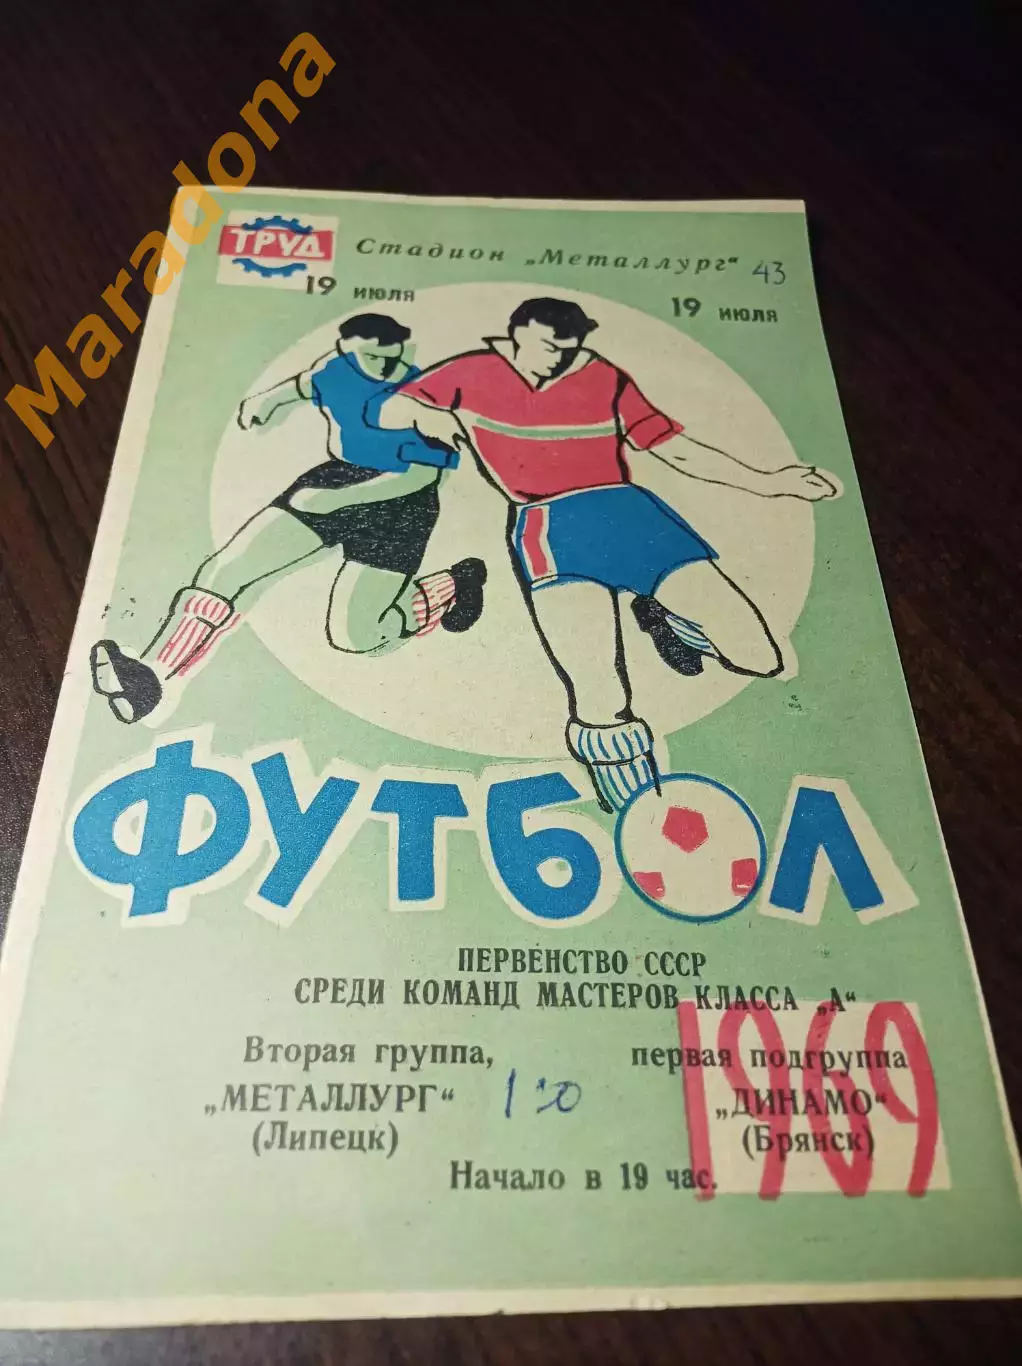 Maradona
ТРУД
Стадион „Металлург“ 43
19 июля
19 июля
ФУТБОЛ
ПЕРВЕНСТВО СССР
СРЕДИ КОМАНД МАСТЕРОВ КЛАССА „А“
1969
Вторая группа, первая подгруппа
„МЕТАЛЛУРГ“ 1:0 „ДИНАМО“
(Липецк) (Брянск)
Начало в 19 час.